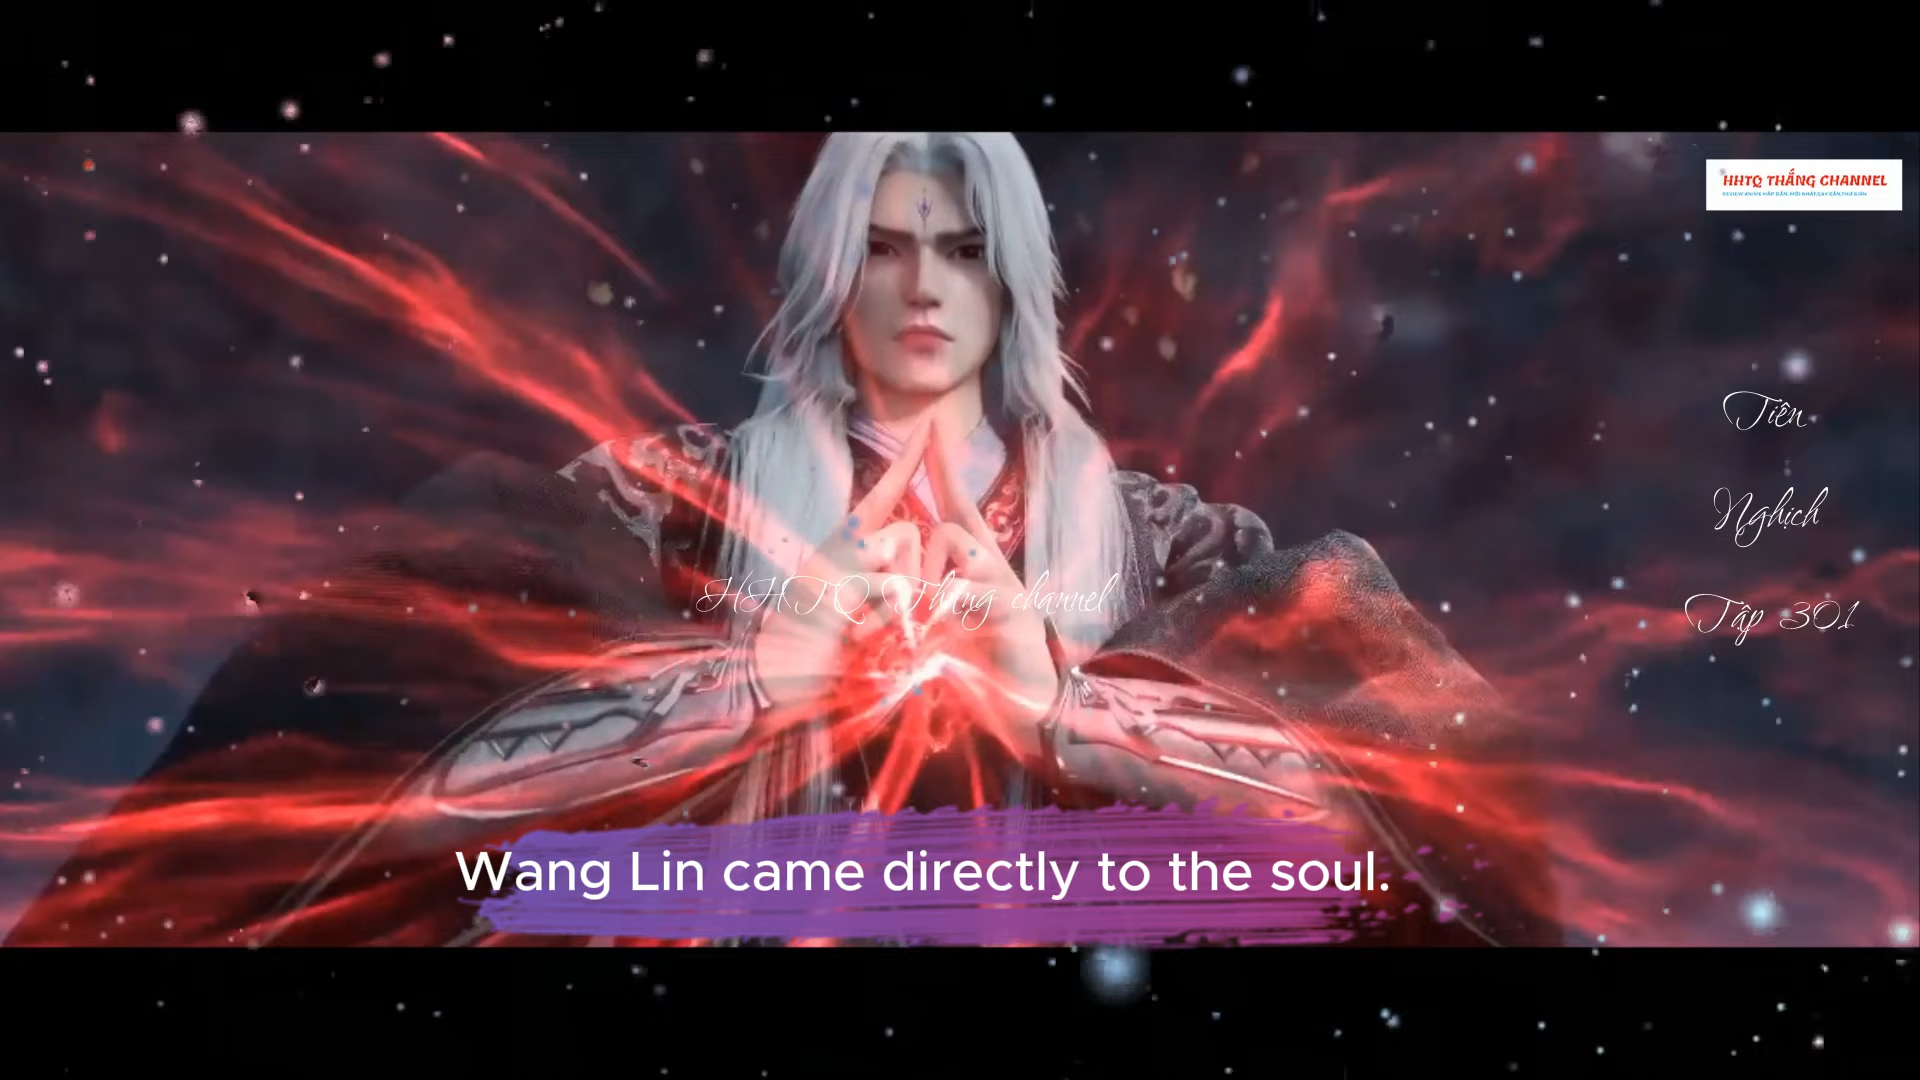 HHTQ THẮNG CHANNEL
Tiên
Nghịch
Tập 301
HHTQ Thắng channel
Wang Lin came directly to the soul.